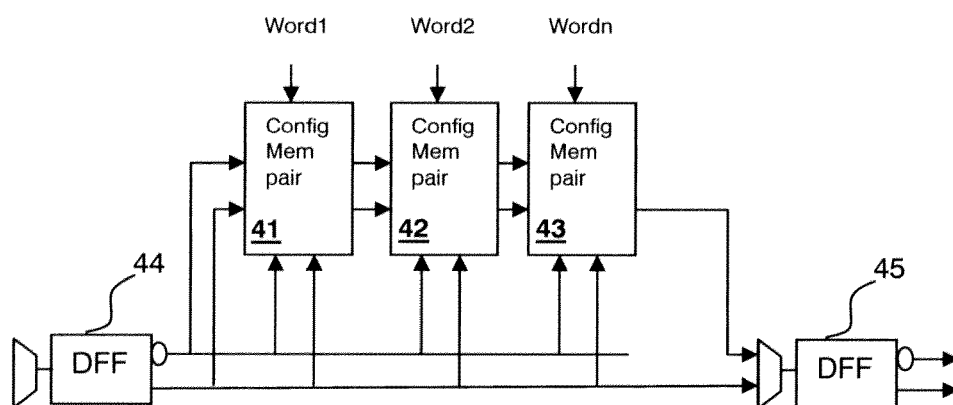 Word1
Word2
Wordn
Config
Mem
pair
41
Config
Mem
pair
42
Config
Mem
pair
43
44
DFF
45
DFF